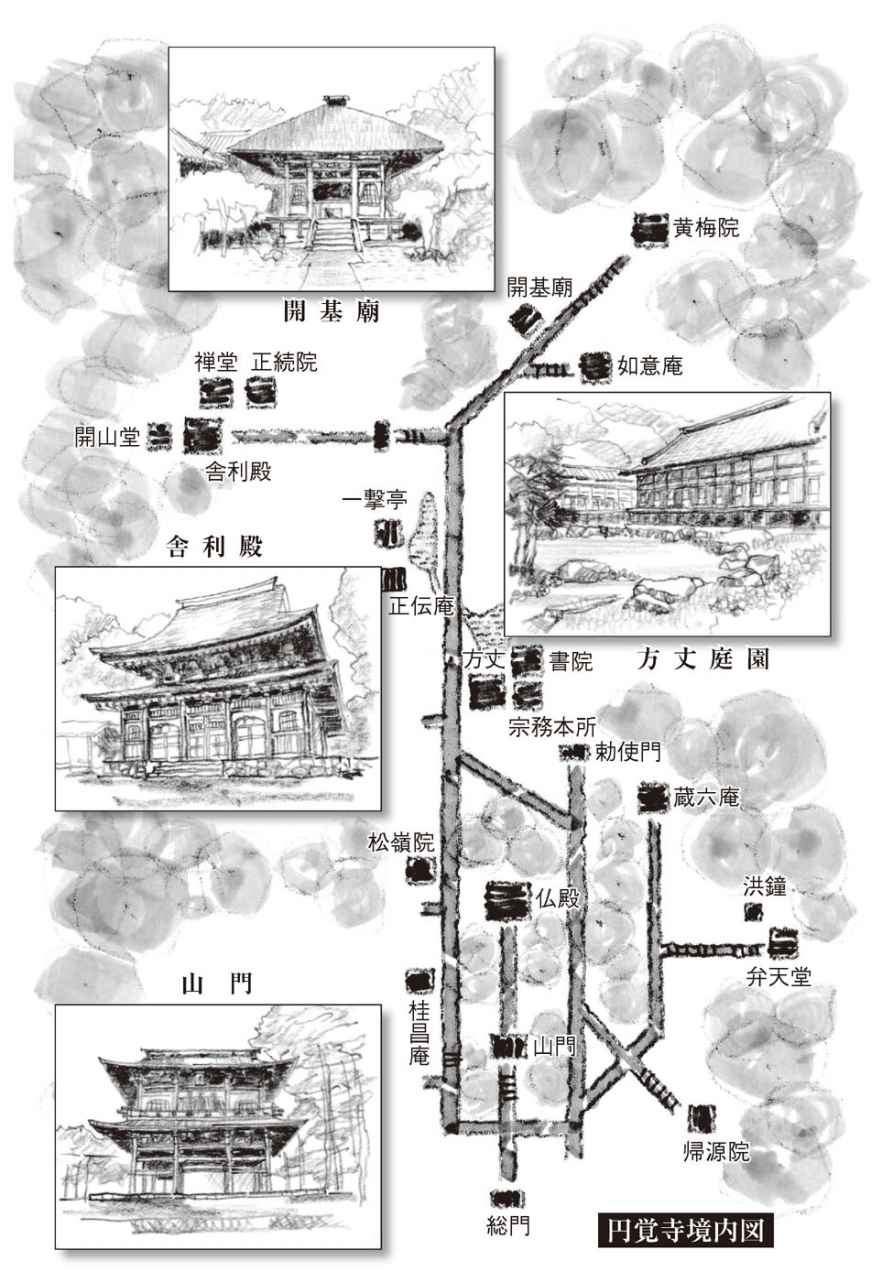 開基廟
黄梅院
開基廟
禅堂
正続院
如意庵
開山堂
舎利殿
一撃亭
舎利殿
正伝庵
方丈
書院
方丈庭園
宗務本所
勅使門
蔵六庵
松嶺院
仏殿
洪鐘
弁天堂
山門
桂昌庵
山門
帰源院
総門
円覚寺境内図